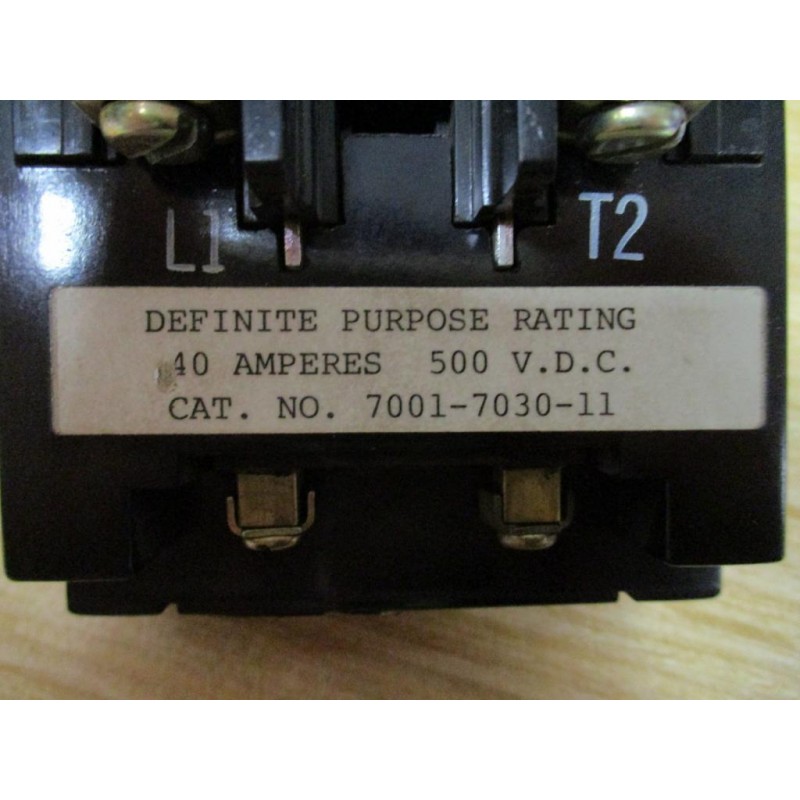 L1 T2
DEFINITE PURPOSE RATING
40 AMPERES 500 V.D.C.
CAT. NO. 7001-7030-11